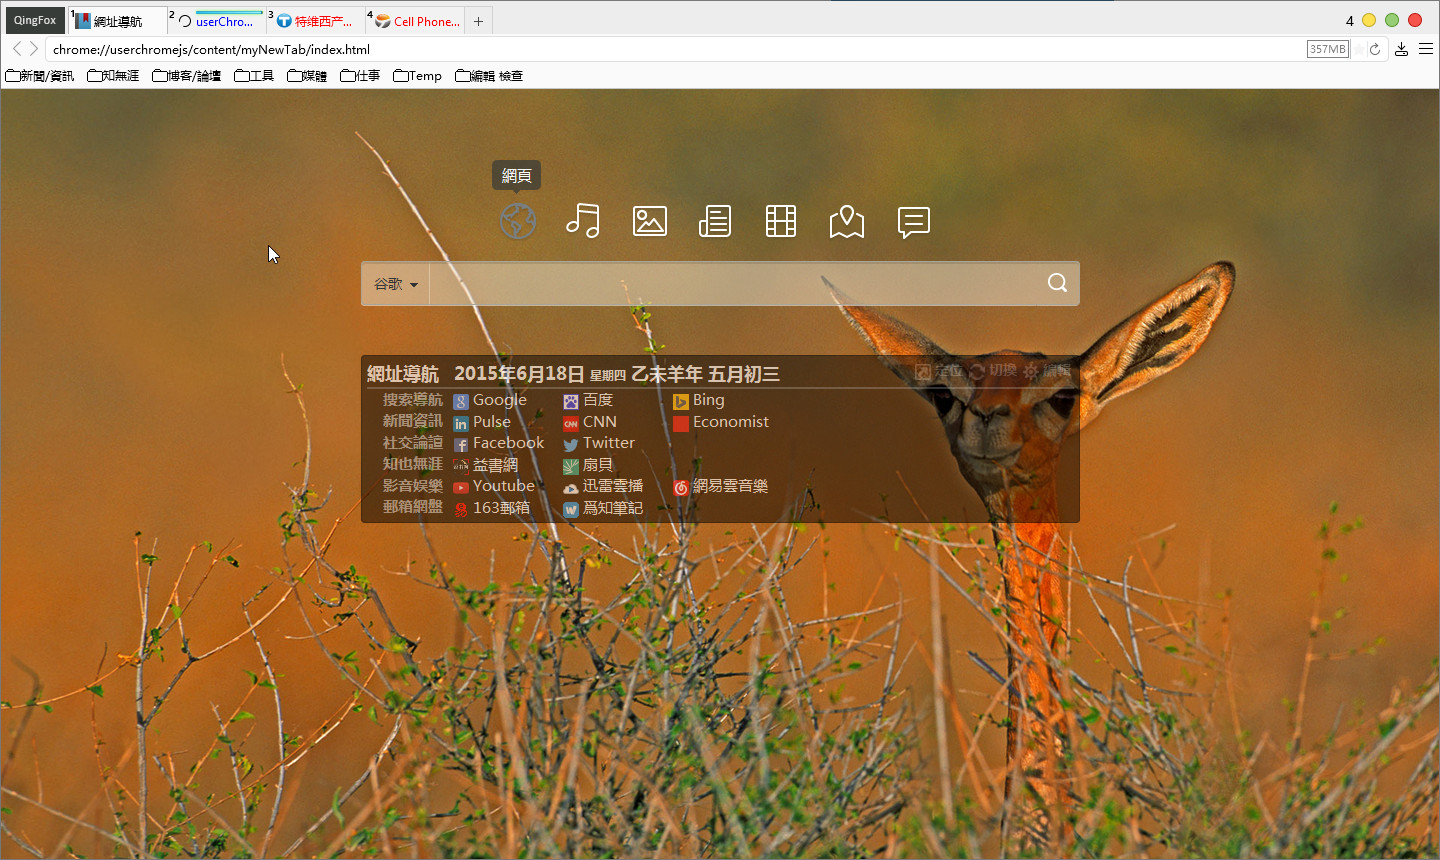 QingFox
1 網址導航
2 userChro...
3 特维西产...
4 Cell Phone...
+
4
chrome://userchromejs/content/myNewTab/index.html
357MB
新聞/資訊
知無涯
博客/論壇
工具
媒體
仕事
Temp
編輯 檢查
網頁
谷歌
網址導航 2015年6月18日 星期四 乙未羊年 五月初三 定位 切換 編輯
搜索導航 Google 百度 Bing
新聞資訊 Pulse CNN Economist
社交論誼 Facebook Twitter
知也無涯 益書網 扇貝
影音娛樂 Youtube 迅雷雲播 網易雲音樂
郵箱網盤 163郵箱 爲知筆記